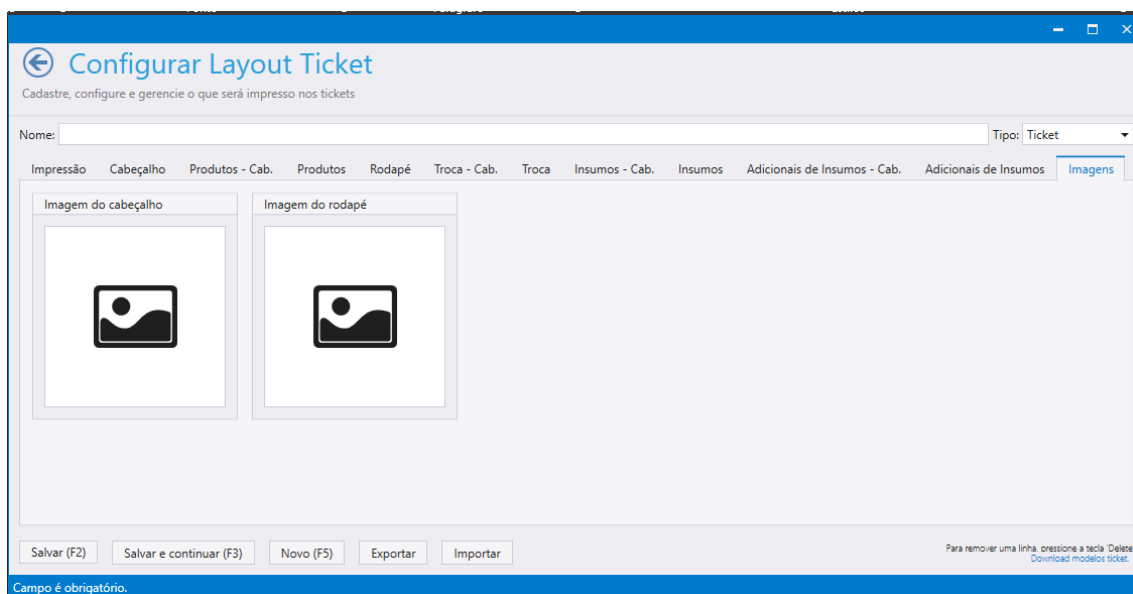 Configurar Layout Ticket
Cadastre, configure e gerencie o que será impresso nos tickets
Nome: Tipo: Ticket
Impressão Cabeçalho Produtos - Cab. Produtos Rodapé Troca - Cab. Troca Insumos - Cab. Insumos Adicionais de Insumos - Cab. Adicionais de Insumos Imagens
Imagem do cabeçalho Imagem do rodapé
Salvar (F2) Salvar e continuar (F3) Novo (F5) Exportar Importar
Para remover uma linha, pressione a tecla 'Delete
Download modelos ticket.
Campo é obrigatório.